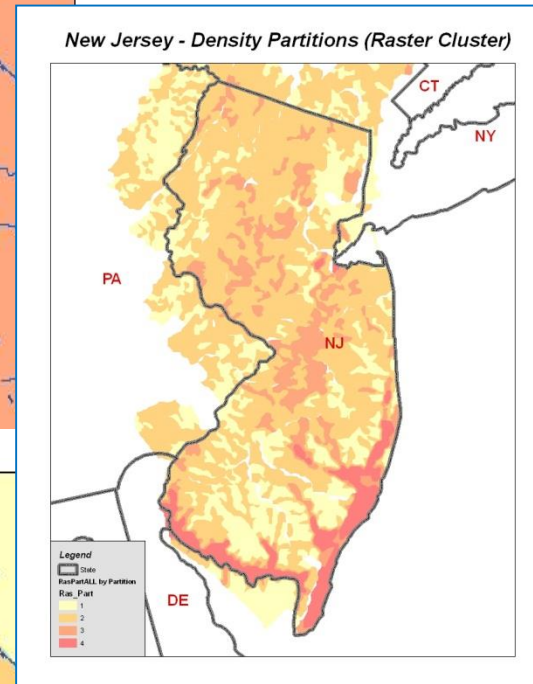 New Jersey - Density Partitions (Raster Cluster)
CT
NY
PA
NJ
DE
Legend
State
RasPartALL by Partition
Ras_Part
1
2
3
4